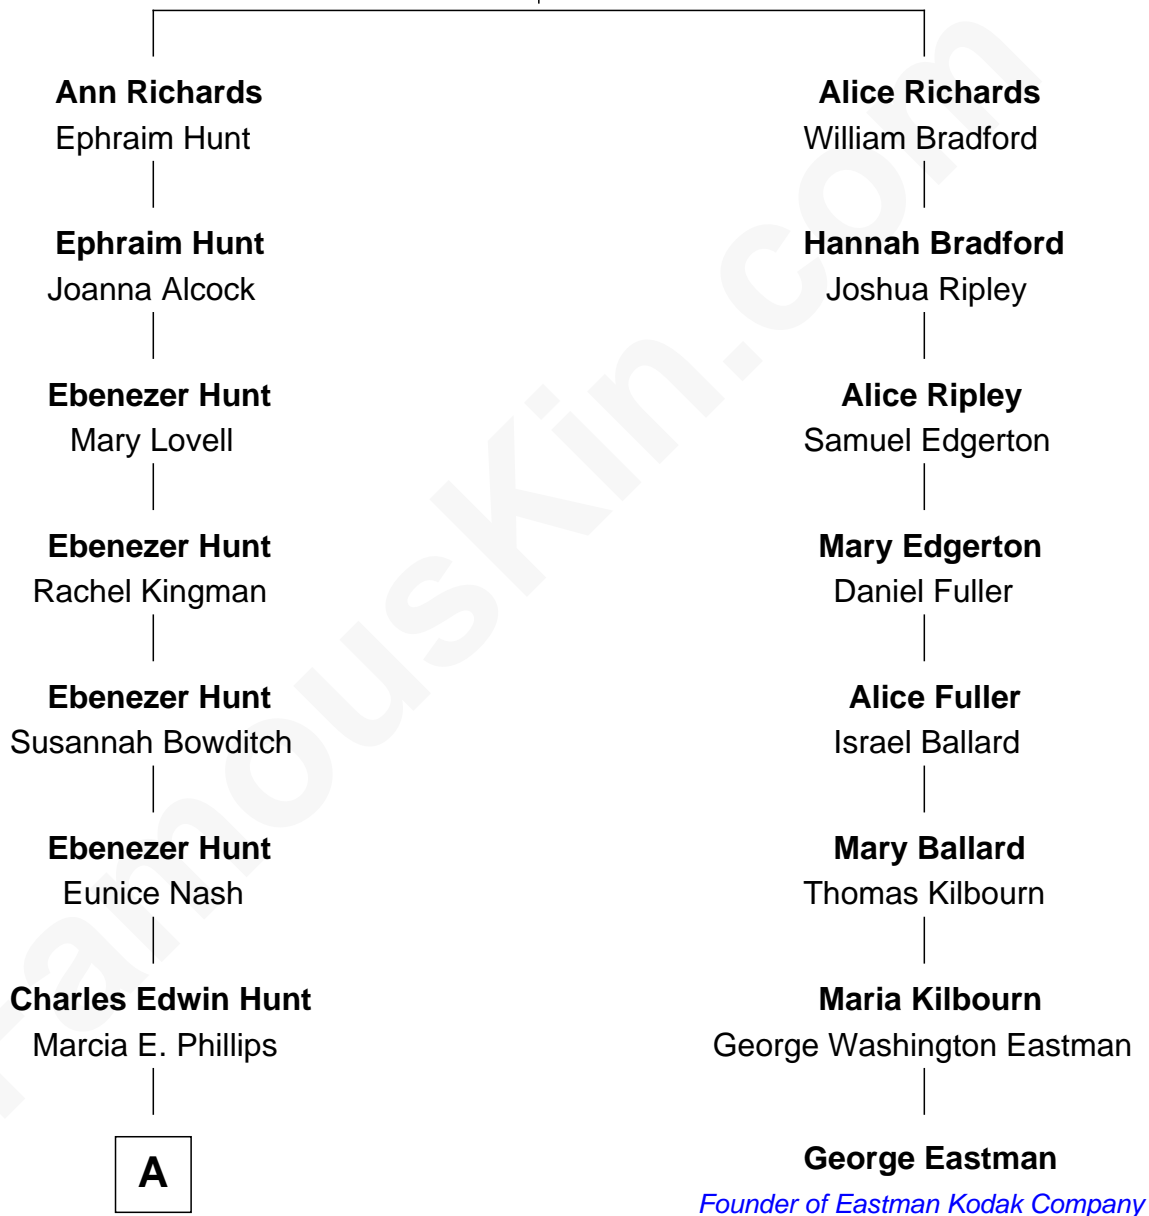 Ann Richards
Ephraim Hunt
Alice Richards
William Bradford
Ephraim Hunt
Joanna Alcock
Hannah Bradford
Joshua Ripley
Ebenezer Hunt
Mary Lovell
Alice Ripley
Samuel Edgerton
Ebenezer Hunt
Rachel Kingman
Mary Edgerton
Daniel Fuller
Ebenezer Hunt
Susannah Bowditch
Alice Fuller
Israel Ballard
Ebenezer Hunt
Eunice Nash
Mary Ballard
Thomas Kilbourn
Charles Edwin Hunt
Marcia E. Phillips
Maria Kilbourn
George Washington Eastman
A
George Eastman
Founder of Eastman Kodak Company
FamousKin.com